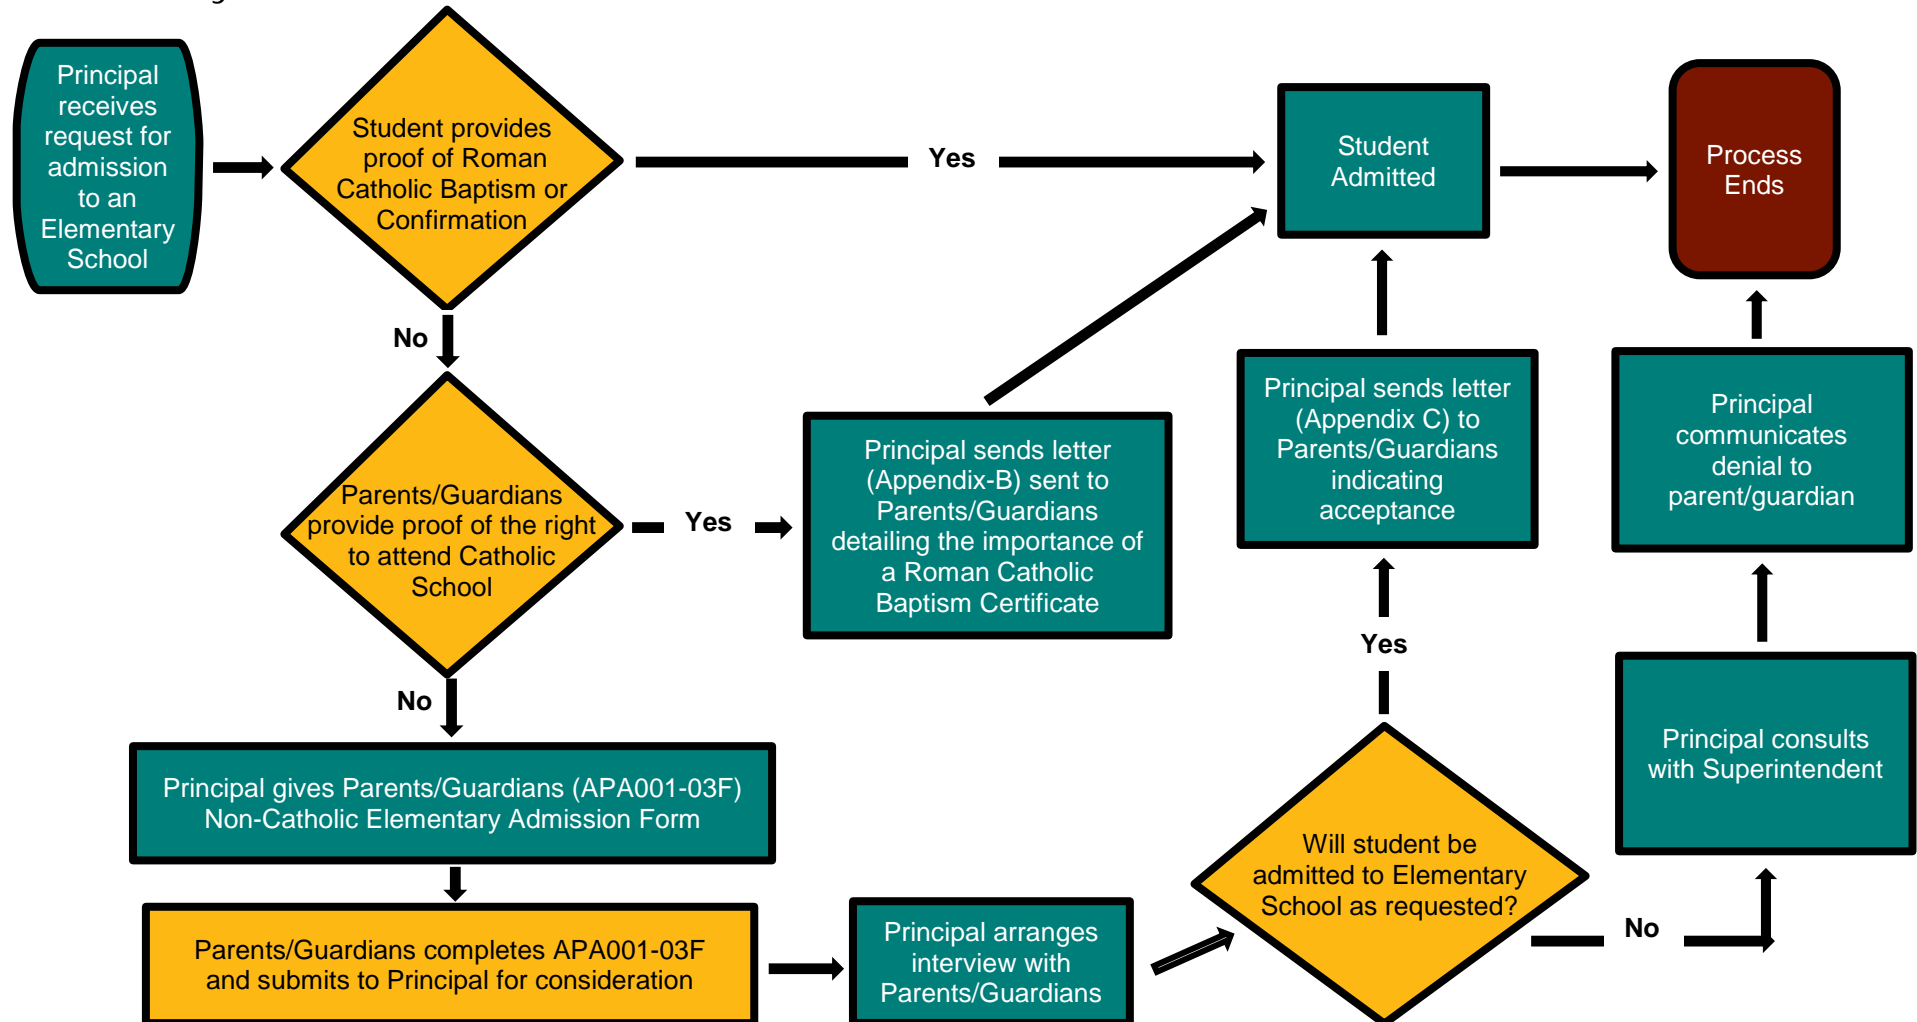 Principal
receives
request for
admission
to an
Elementary
School
Student provides
proof of Roman
Catholic Baptism or
Confirmation
Yes
Student
Admitted
Process
Ends
No
Parents/Guardians
provide proof of the right
to attend Catholic
School
Yes
Principal sends letter
(Appendix-B) sent to
Parents/Guardians
detailing the importance of
a Roman Catholic
Baptism Certificate
Principal sends letter
(Appendix C) to
Parents/Guardians
indicating
acceptance
Principal
communicates
denial to
parent/guardian
Yes
No
Principal gives Parents/Guardians (APA001-03F)
Non-Catholic Elementary Admission Form
Principal consults
with Superintendent
Parents/Guardians completes APA001-03F
and submits to Principal for consideration
Principal arranges
interview with
Parents/Guardians
Will student be
admitted to Elementary
School as requested?
No